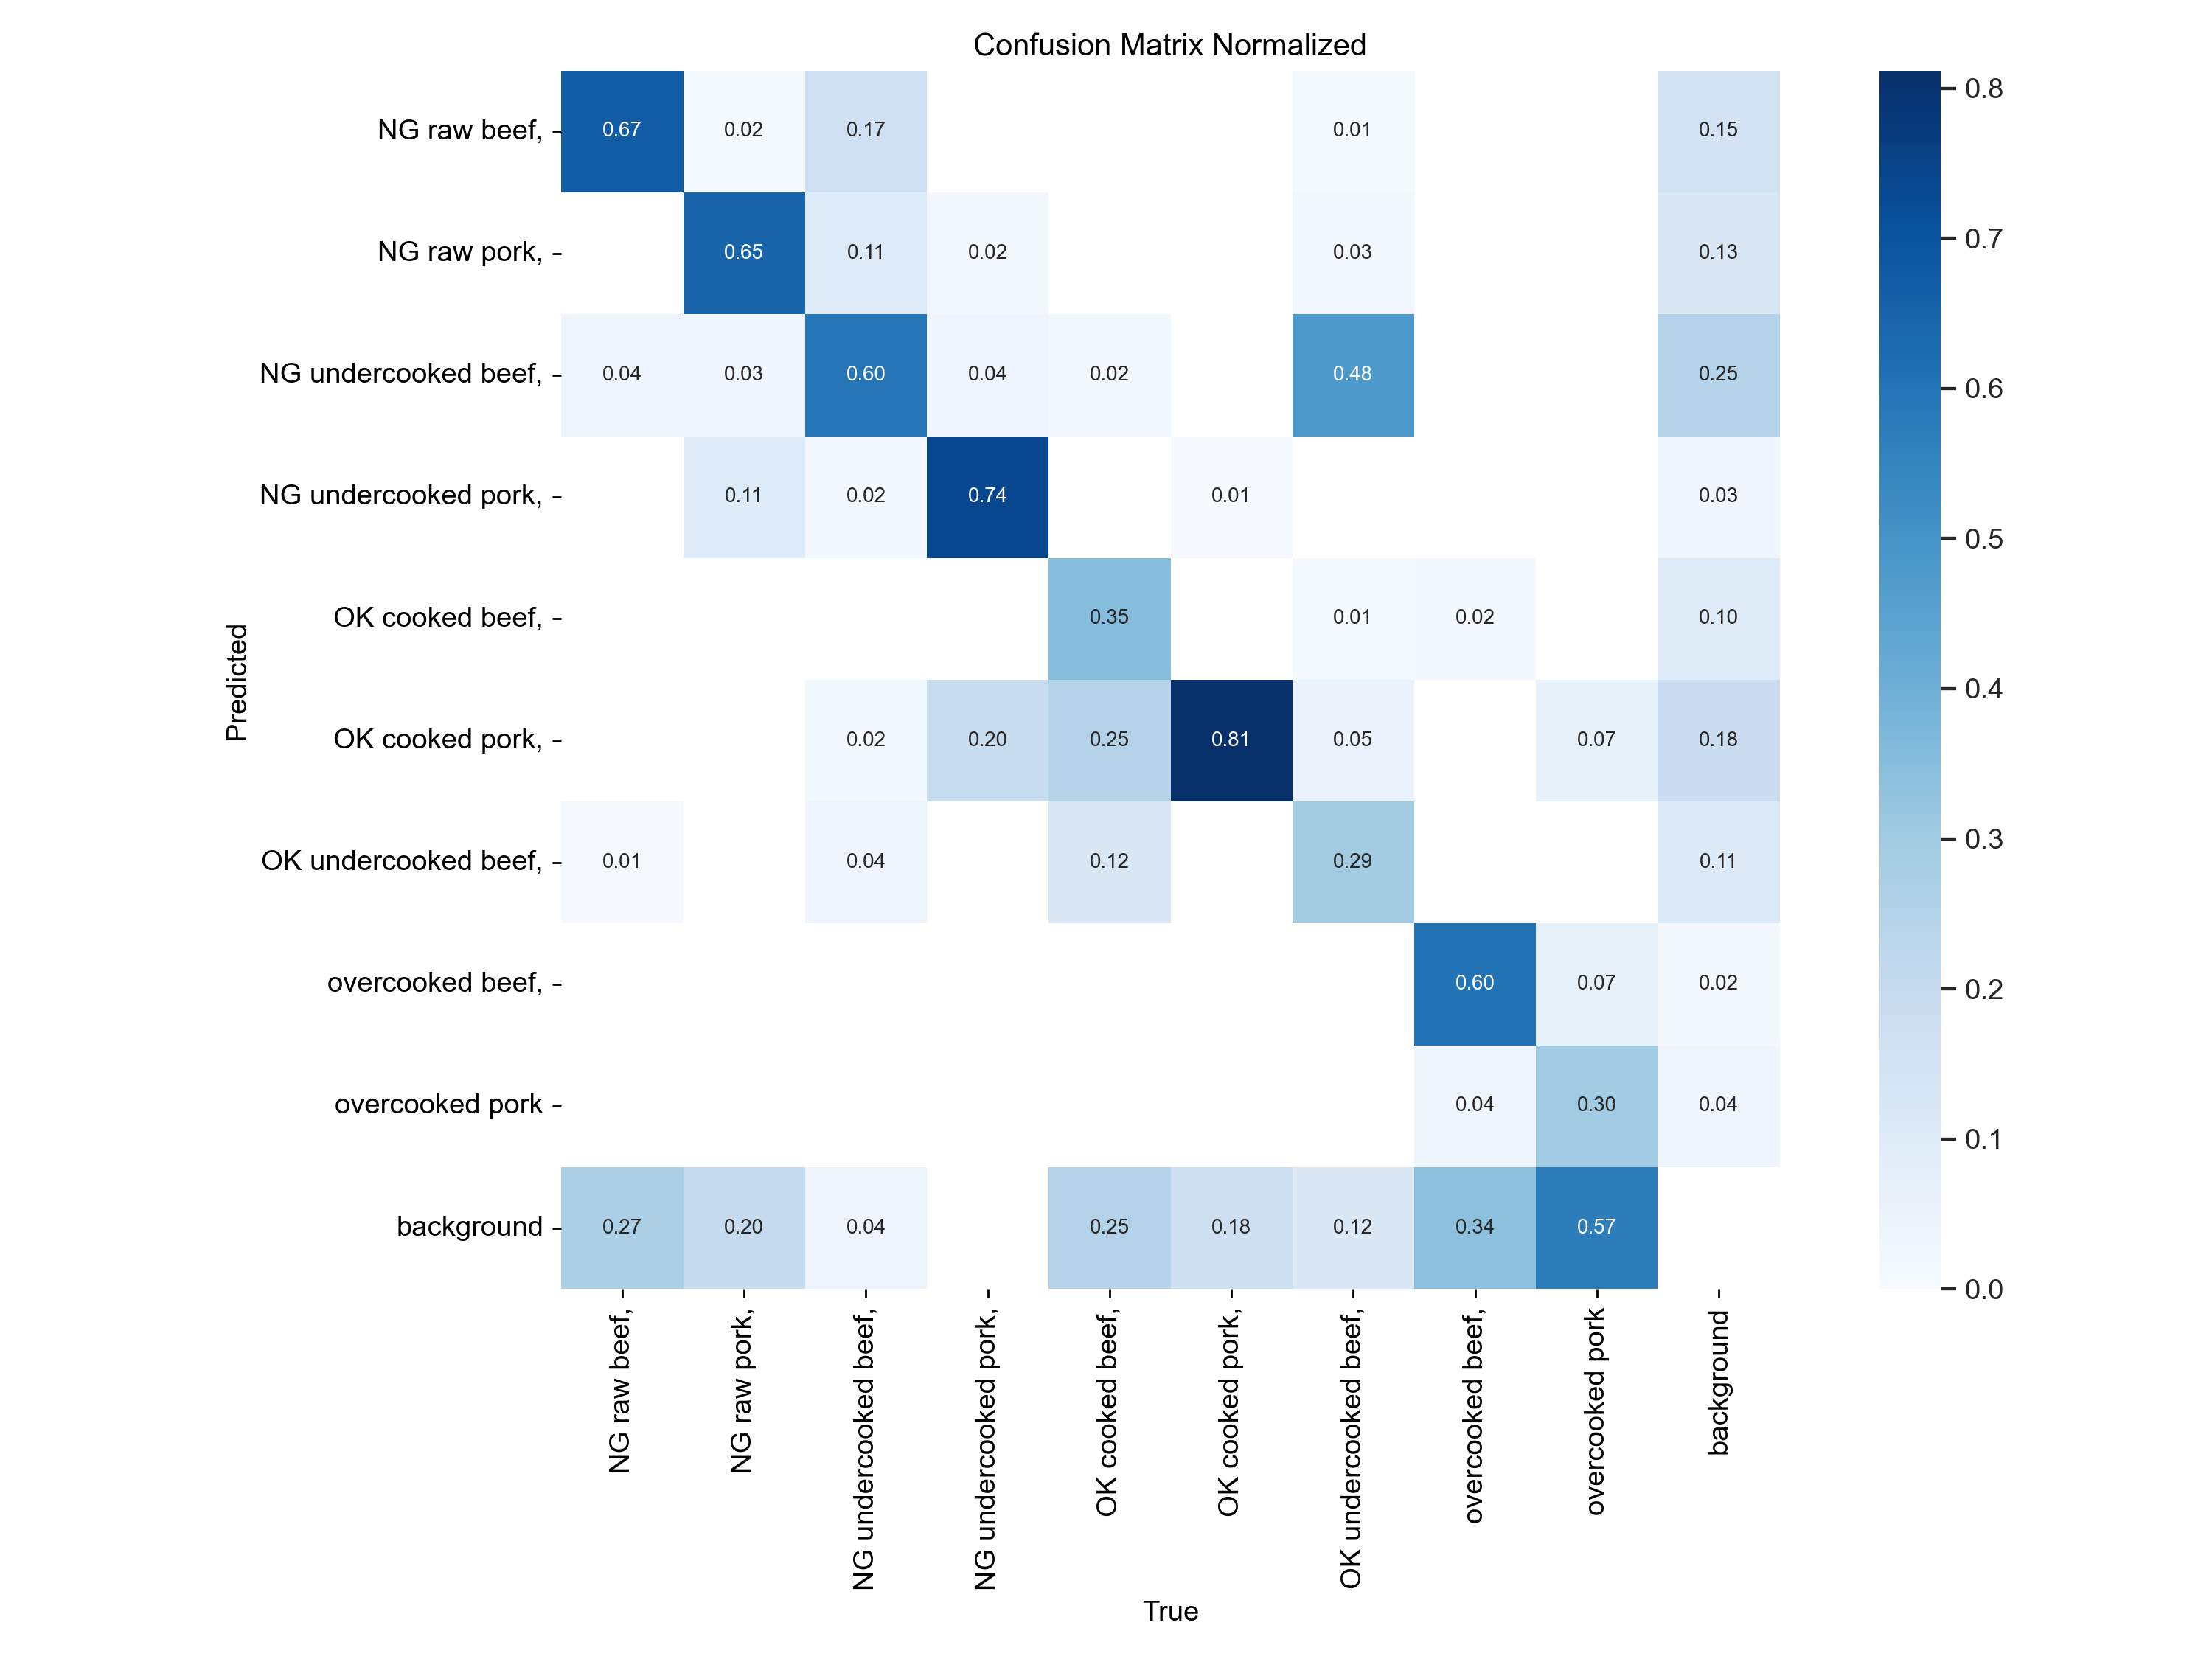 Confusion Matrix Normalized
NG raw beef, 0.67 0.02 0.17 0.01 0.15
NG raw pork, 0.65 0.11 0.02 0.03 0.13
NG undercooked beef, 0.04 0.03 0.60 0.04 0.02 0.48 0.25
NG undercooked pork, 0.11 0.02 0.74 0.01 0.03
OK cooked beef, 0.35 0.01 0.02 0.10
OK cooked pork, 0.02 0.20 0.25 0.81 0.05 0.07 0.18
OK undercooked beef, 0.01 0.04 0.12 0.29 0.11
overcooked beef, 0.60 0.07 0.02
overcooked pork 0.04 0.30 0.04
background 0.27 0.20 0.04 0.25 0.18 0.12 0.34 0.57
Predicted
NG raw beef,
NG raw pork,
NG undercooked beef,
NG undercooked pork,
OK cooked beef,
OK cooked pork,
OK undercooked beef,
overcooked beef,
overcooked pork
background
True
0.8
0.7
0.6
0.5
0.4
0.3
0.2
0.1
0.0